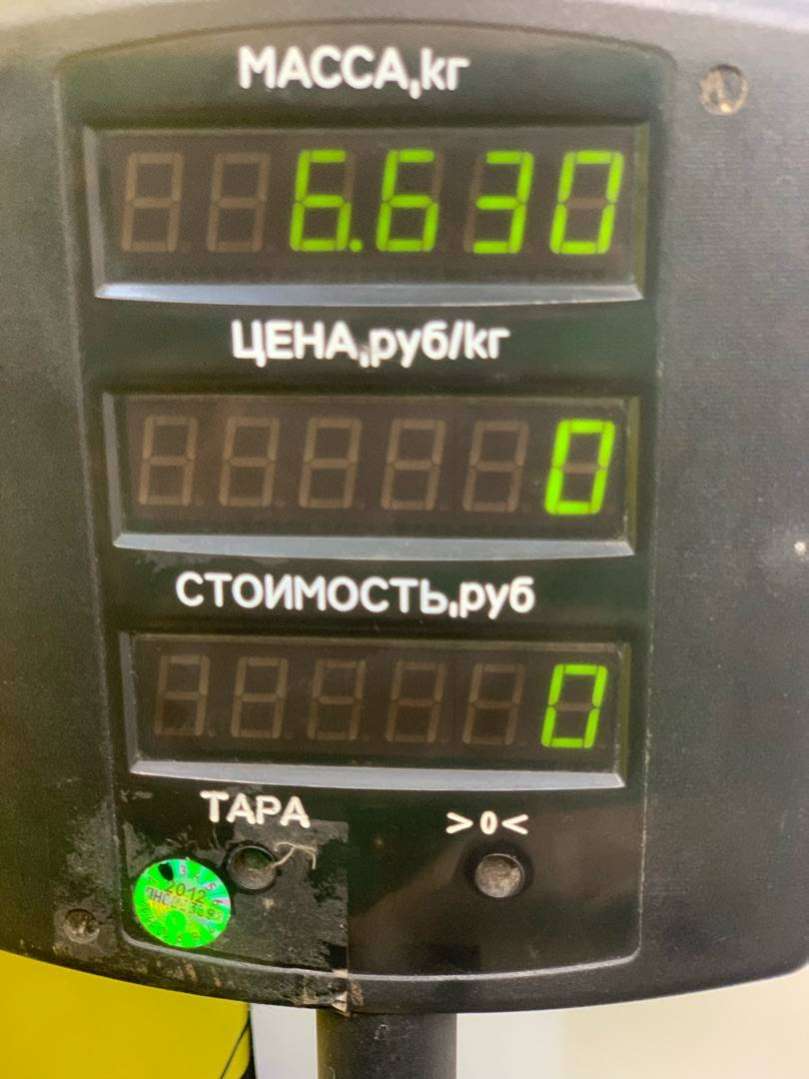 МАССА,кг
6.630
ЦЕНА,руб/кг
0
СТОИМОСТЬ,руб
0
ТАРА >0<
2012